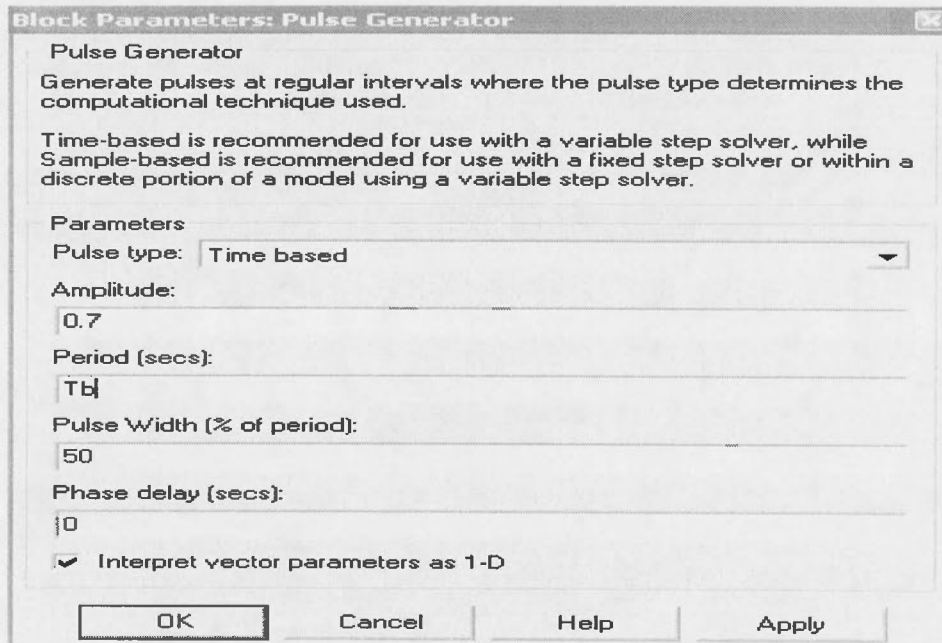 Block Parameters: Pulse Generator
Pulse Generator
Generate pulses at regular intervals where the pulse type determines the
computational technique used.
Time-based is recommended for use with a variable step solver, while
Sample-based is recommended for use with a fixed step solver or within a
discrete portion of a model using a variable step solver.
Parameters
Pulse type: Time based
Amplitude:
0.7
Period (secs):
Tb
Pulse Width (% of period):
50
Phase delay (secs):
0
Interpret vector parameters as 1-D
OK Cancel Help Apply